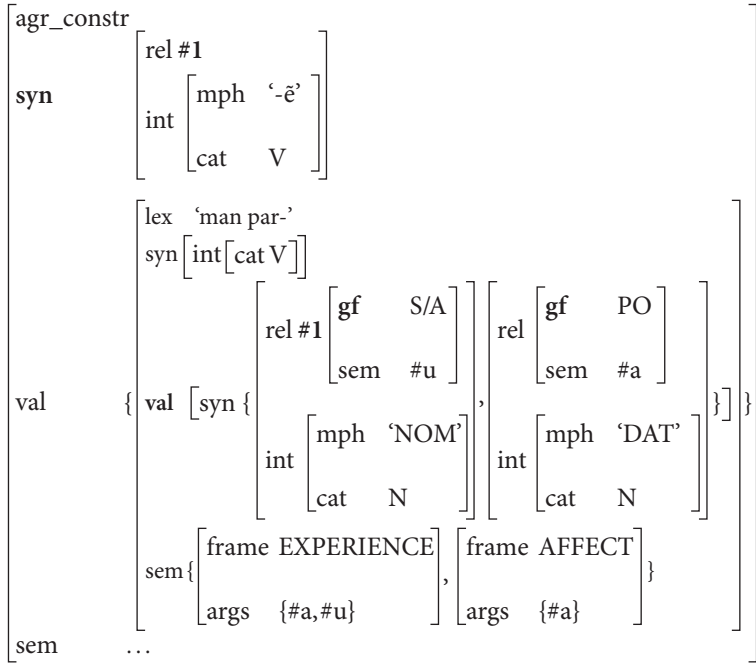 agr_constr
syn rel #1
int mph ‘-ẽ’
cat V
val { lex ‘man par-’
syn int cat V
val syn { rel #1 gf S/A
sem #u
int mph ‘NOM’
cat N
, rel gf PO
sem #a
int mph ‘DAT’
cat N
}
sem { frame EXPERIENCE
args {#a,#u}
, frame AFFECT
args {#a}
}
}
sem …